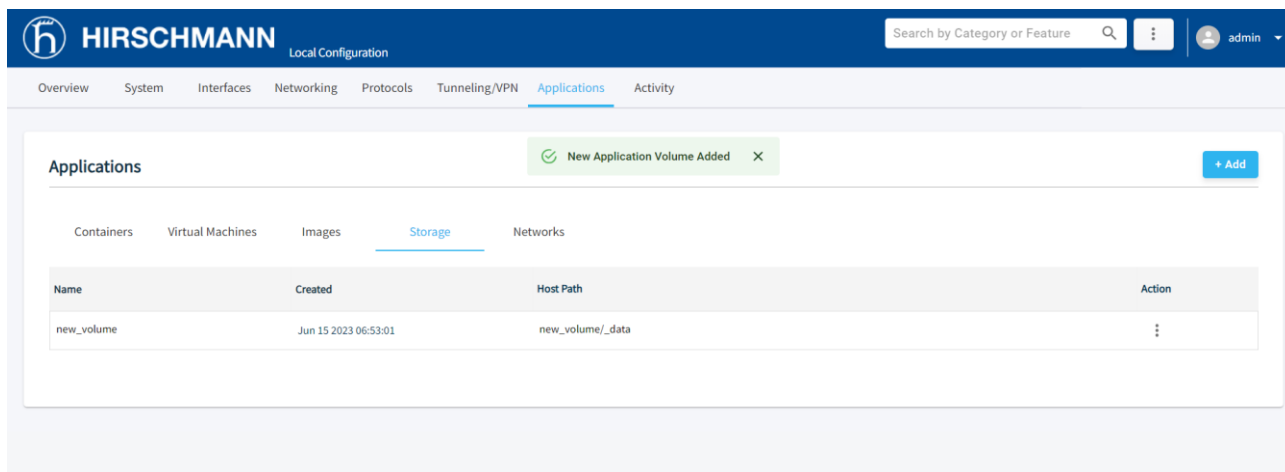 HIRSCHMANN
Local Configuration
Search by Category or Feature
admin
Overview System Interfaces Networking Protocols Tunneling/VPN Applications Activity
New Application Volume Added
Applications
+ Add
Containers Virtual Machines Images Storage Networks
Name Created Host Path Action
new_volume Jun 15 2023 06:53:01 new_volume/_data